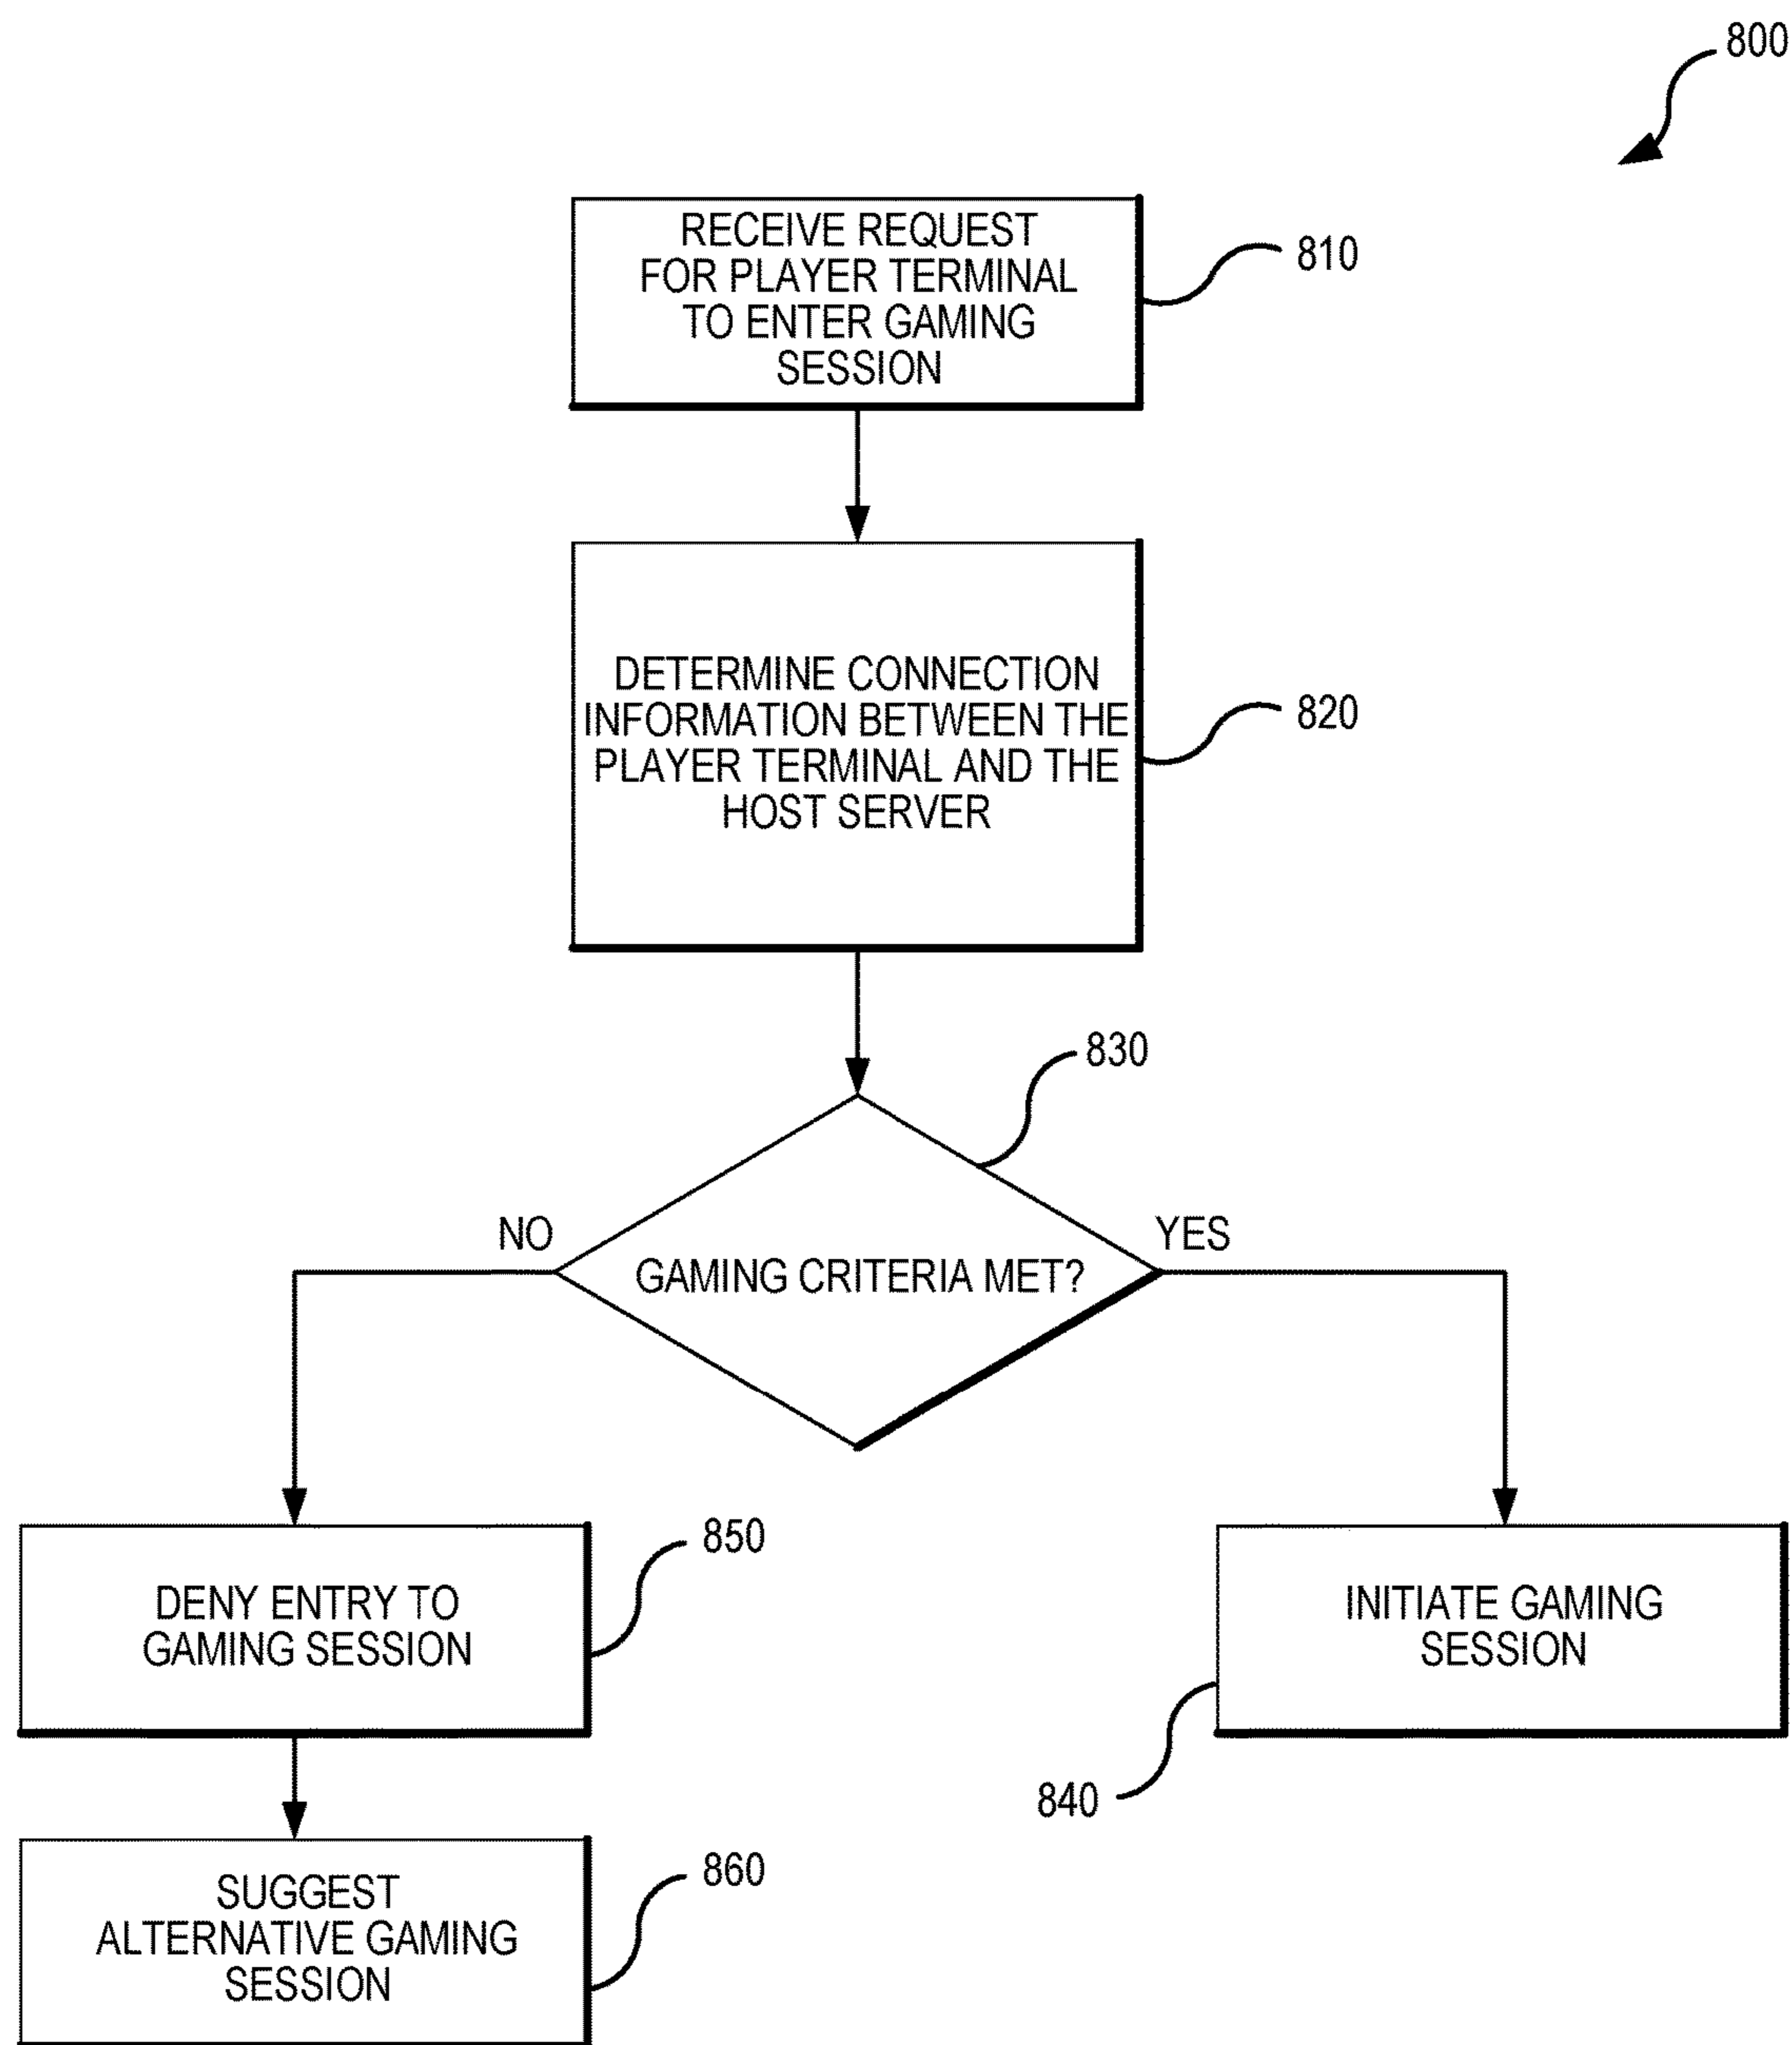 800
RECEIVE REQUEST
FOR PLAYER TERMINAL
TO ENTER GAMING
SESSION
810
DETERMINE CONNECTION
INFORMATION BETWEEN THE
PLAYER TERMINAL AND THE
HOST SERVER
820
830
NO
YES
GAMING CRITERIA MET?
DENY ENTRY TO
GAMING SESSION
850
INITIATE GAMING
SESSION
840
SUGGEST
ALTERNATIVE GAMING
SESSION
860